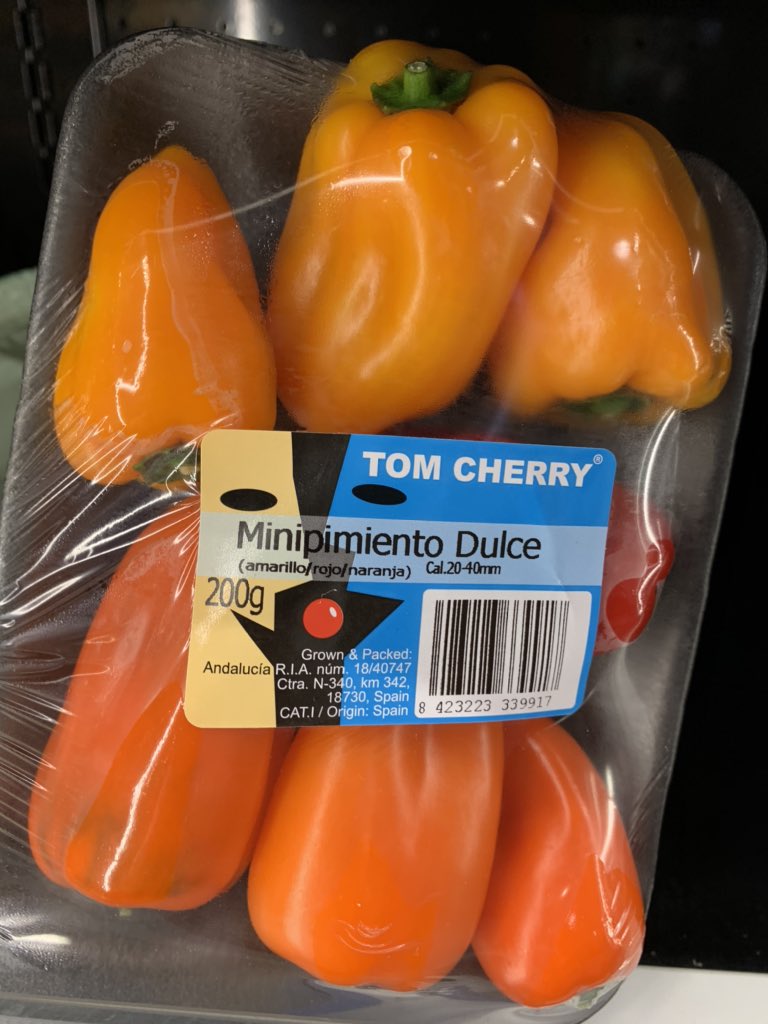 TOM CHERRY®
Minipimiento Dulce
(amarillo/rojo/naranja) Cal.20-40mm
200g
Grown & Packed:
Andalucía R.I.A. núm. 18/40747
Ctra. N-340, km 342,
18730, Spain
CAT.I / Origin: Spain
8 423223 339917